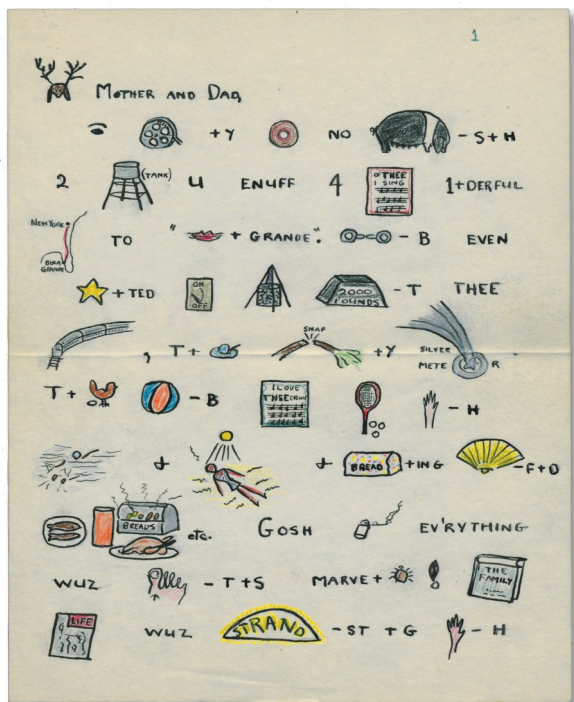 1
MOTHER AND DAD,
+Y NO - S + H
2 (TANK) U ENUFF 4 O THEE I SING 1+DERFUL
NEW YORK BOCA GRANDE TO " + GRANDE". - B EVEN
+ TED ON OFF 2000 POUNDS - T THEE
, T + SNAP + Y SILVER METE R
T + - B I LOVE THEE - H
& & BREAD + ING - F + D
BREADS etc. GOSH EV'RYTHING
WUZ - T + S MARVE + ! THE FAMILY
LIFE WUZ STRAND - ST + G - H